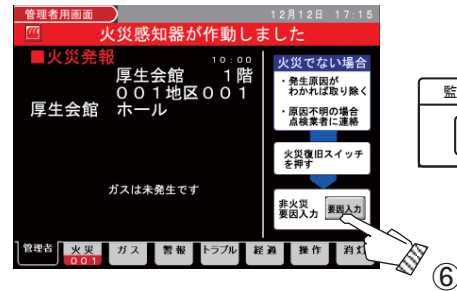 管理者用画面
12月12日 17:15
火災感知器が作動しました
■火災発報
10:00
厚生会館 1階
001地区001
厚生会館 ホール
ガスは未発生です
火災でない場合
・発生原因が
わかれば取り除く
・原因不明の場合
点検業者に連絡
火災復旧スイッチ
を押す
非火災
要因入力
要因入力
管理者
火災
001
ガス
警報
トラブル
経過
操作
消灯
監
⑥